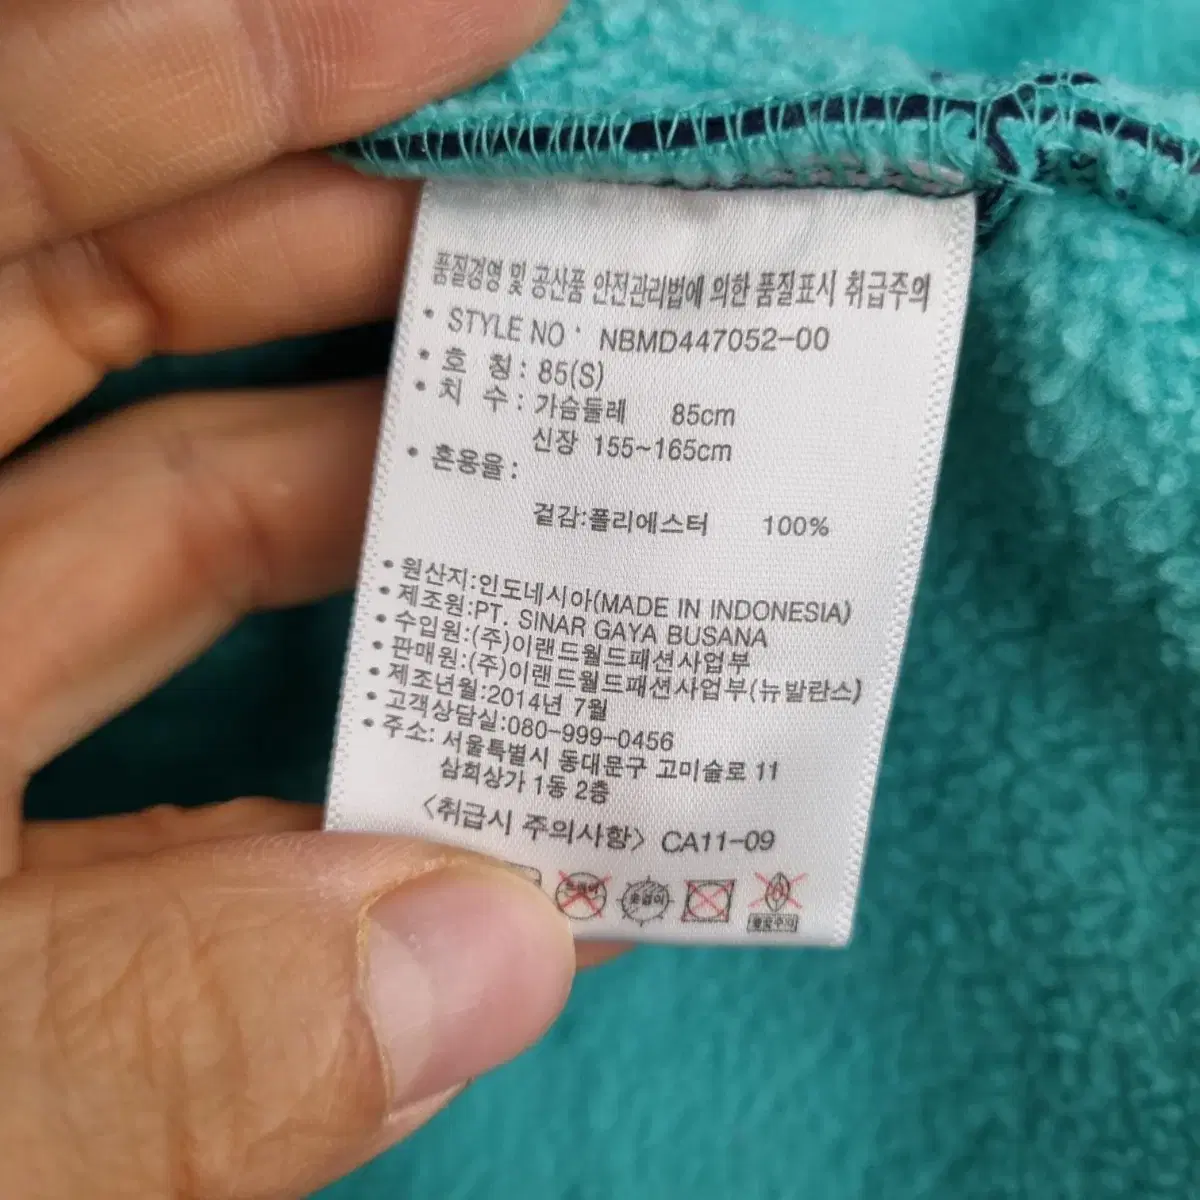 품질경영 및 공산품 안전관리법에 의한 품질표시 취급주의
• STYLE NO : NBMD447052-00
• 호 칭 : 85(S)
• 치 수 : 가슴둘레 85cm
신장 155~165cm
• 혼용율 :
겉감:폴리에스터 100%
• 원산지:인도네시아(MADE IN INDONESIA)
• 제조원:PT. SINAR GAYA BUSANA
• 수입원:(주)이랜드월드패션사업부
• 판매원:(주)이랜드월드패션사업부(뉴발란스)
• 제조년월:2014년 7월
• 고객상담실:080-999-0456
• 주소: 서울특별시 동대문구 고미술로 11
삼희상가 1동 2층
<취급시 주의사항> CA11-09
옷걸이